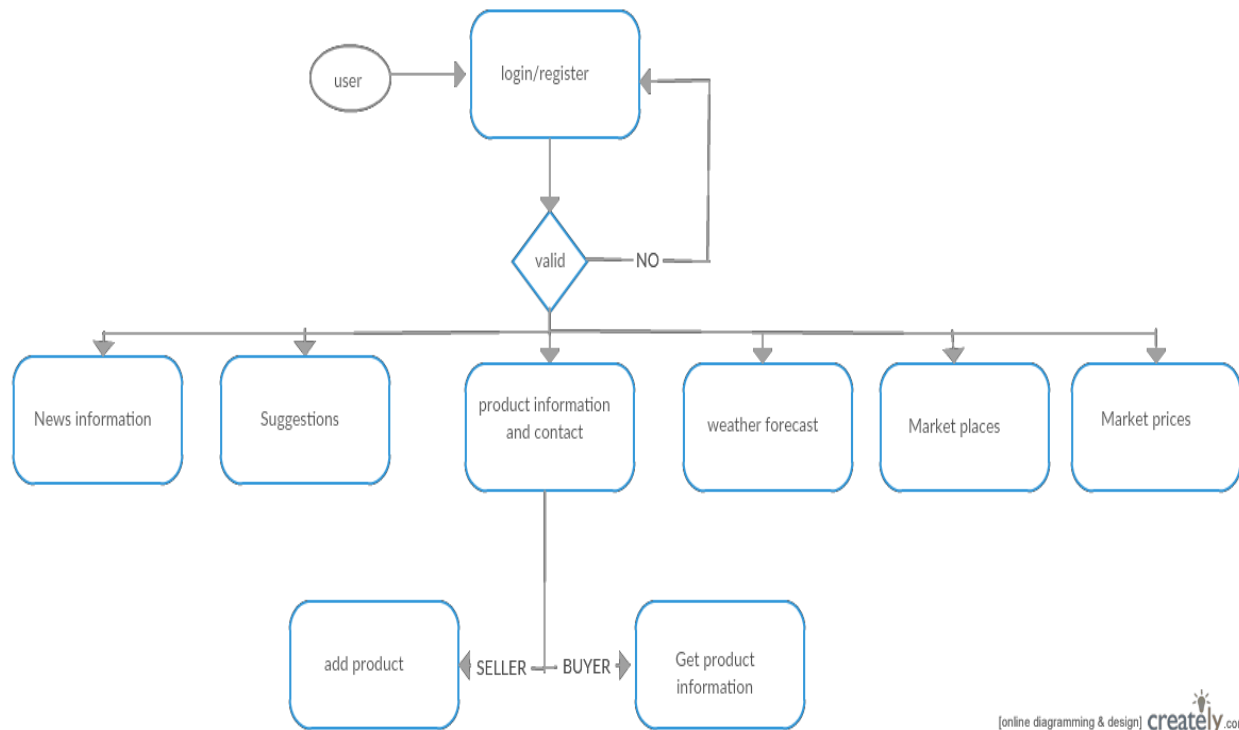 login/register
user
valid
NO
News information
Suggestions
product information
and contact
weather forecast
Market places
Market prices
add product
SELLER
BUYER
Get product
information
[online diagramming & design] creately.com